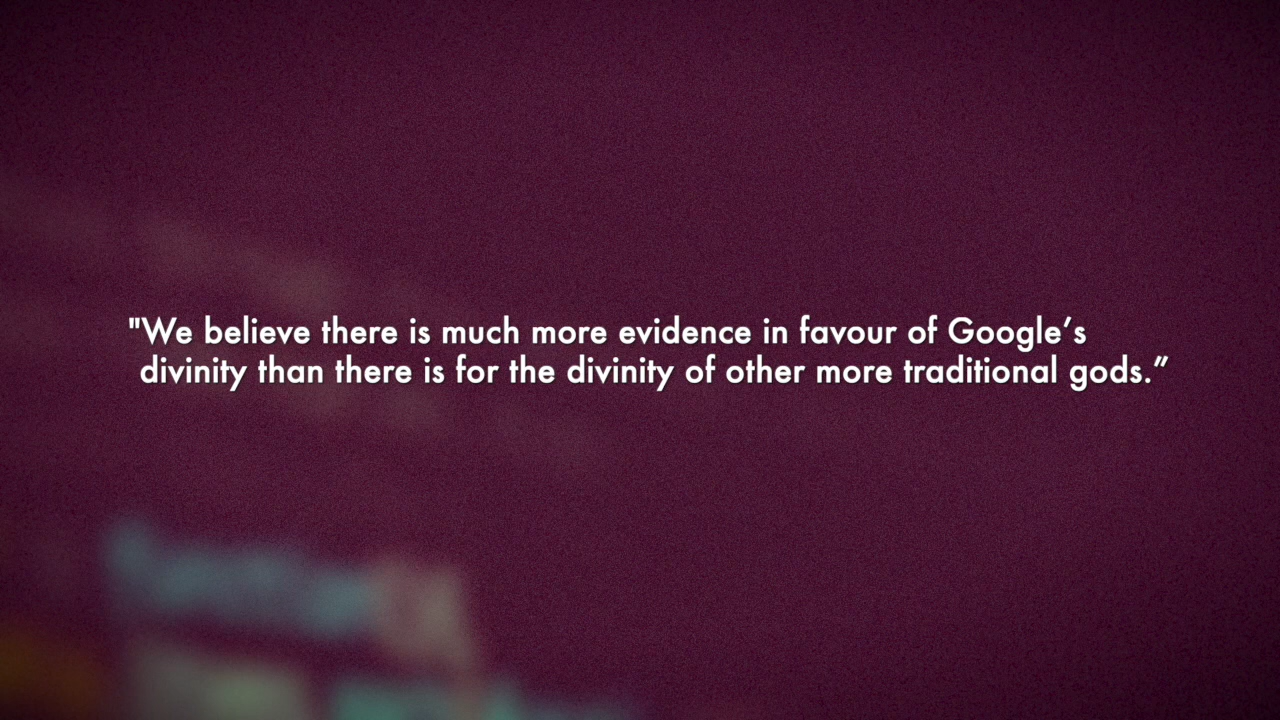 "We believe there is much more evidence in favour of Google’s
divinity than there is for the divinity of other more traditional gods.”